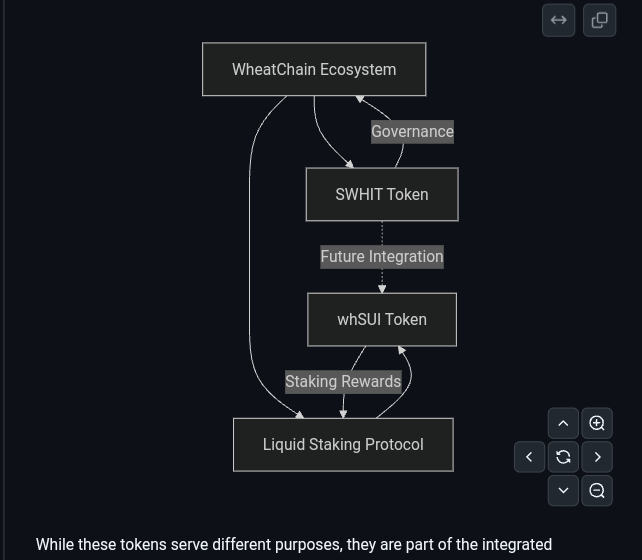 WheatChain Ecosystem
Governance
SWHIT Token
Future Integration
whSUI Token
Staking Rewards
Liquid Staking Protocol
While these tokens serve different purposes, they are part of the integrated